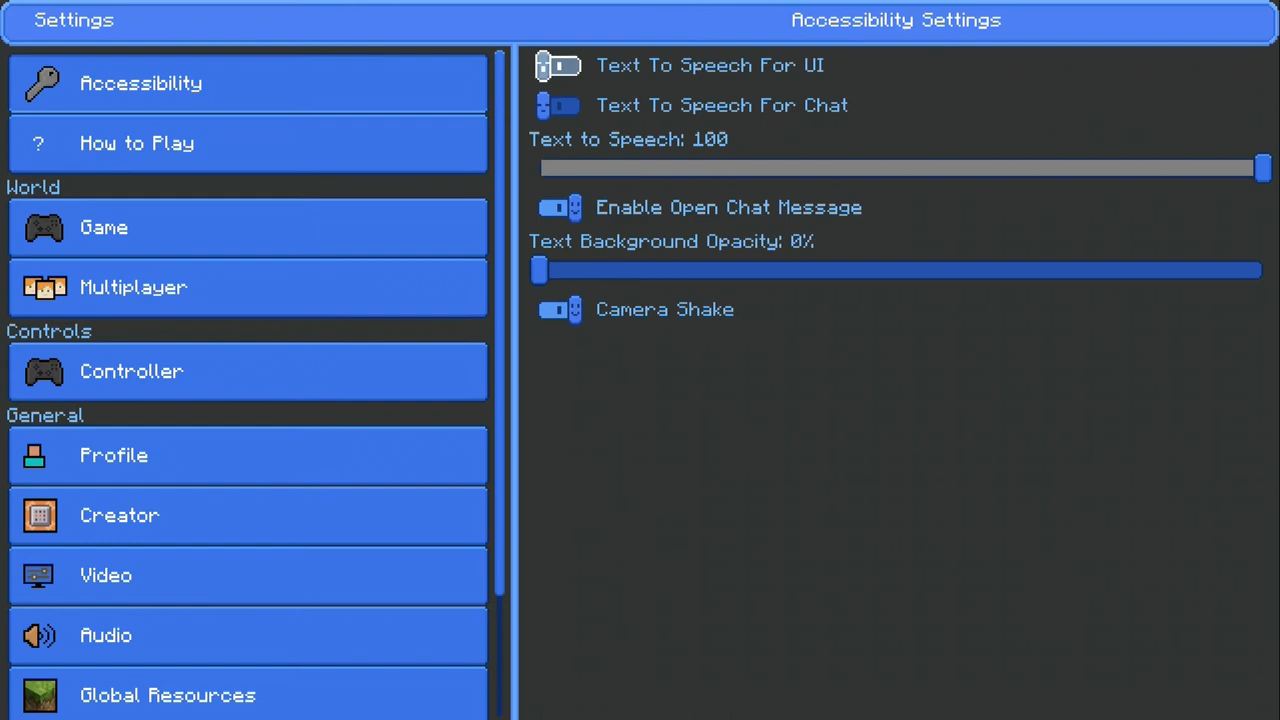 Settings
Accessibility Settings
Accessibility
? How to Play
World
Game
Multiplayer
Controls
Controller
General
Profile
Creator
Video
Audio
Global Resources
Text To Speech For UI
Text To Speech For Chat
Text to Speech: 100
Enable Open Chat Message
Text Background Opacity: 0%
Camera Shake